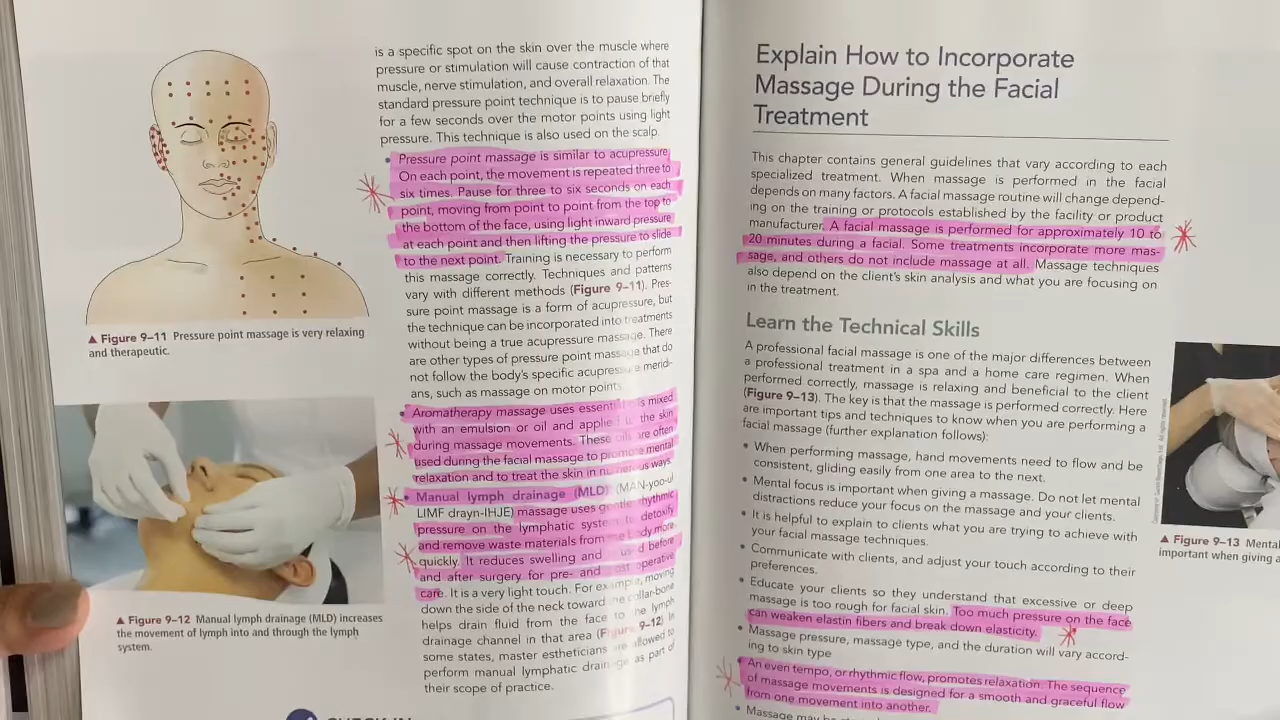 is a specific spot on the skin over the muscle where
pressure or stimulation will cause contraction of that
muscle, nerve stimulation, and overall relaxation. The
standard pressure point technique is to pause briefly
for a few seconds over the motor points using light
pressure. This technique is also used on the scalp.
• Pressure point massage is similar to acupressure.
On each point, the movement is repeated three to
six times. Pause for three to six seconds on each
point, moving from point to point from the top to
the bottom of the face, using light inward pressure
at each point and then lifting the pressure to slide
to the next point. Training is necessary to perform
this massage correctly. Techniques and patterns
vary with different methods (Figure 9–11). Pres-
sure point massage is a form of acupressure, but
the technique can be incorporated into treatments
without being a true acupressure massage. There
are other types of pressure point massage that do
not follow the body's specific acupressure merid-
ians, such as massage on motor points.
• Aromatherapy massage uses essential oils mixed
with an emulsion or oil and applied to the skin
during massage movements. These oils are often
used during the facial massage to promote mental
relaxation and to treat the skin in numerous ways.
• Manual lymph drainage (MLD) (MAN-yoo-ul
LIMF drayn-IHJE) massage uses gentle rhythmic
pressure on the lymphatic system to detoxify
and remove waste materials from the body more
quickly. It reduces swelling and used before
and after surgery for pre- and post-operative
care. It is a very light touch. For example, moving
down the side of the neck toward the collar-bone
helps drain fluid from the face to the lymph
drainage channel in that area (Figure 9–12). In
some states, master estheticians are allowed to
perform manual lymphatic drainage as part of
their scope of practice.
▲ Figure 9–11 Pressure point massage is very relaxing
and therapeutic.
▲ Figure 9–12 Manual lymph drainage (MLD) increases
the movement of lymph into and through the lymph
system.
CHECK IN
Explain How to Incorporate
Massage During the Facial
Treatment
This chapter contains general guidelines that vary according to each
specialized treatment. When massage is performed in the facial
depends on many factors. A facial massage routine will change depend-
ing on the training or protocols established by the facility or product
manufacturer. A facial massage is performed for approximately 10 to
20 minutes during a facial. Some treatments incorporate more mas-
sage, and others do not include massage at all. Massage techniques
also depend on the client's skin analysis and what you are focusing on
in the treatment.
Learn the Technical Skills
A professional facial massage is one of the major differences between
a professional treatment in a spa and a home care regimen. When
performed correctly, massage is relaxing and beneficial to the client
(Figure 9–13). The key is that the massage is performed correctly. Here
are important tips and techniques to know when you are performing a
facial massage (further explanation follows):
• When performing massage, hand movements need to flow and be
consistent, gliding easily from one area to the next.
• Mental focus is important when giving a massage. Do not let mental
distractions reduce your focus on the massage and your clients.
• It is helpful to explain to clients what you are trying to achieve with
your facial massage techniques.
• Communicate with clients, and adjust your touch according to their
preferences.
• Educate your clients so they understand that excessive or deep
massage is too rough for facial skin. Too much pressure on the face
can weaken elastin fibers and break down elasticity.
• Massage pressure, massage type, and the duration will vary accord-
ing to skin type
• An even tempo, or rhythmic flow, promotes relaxation. The sequence
of massage movements is designed for a smooth and graceful flow
from one movement into another.
• Massage may be
▲ Figure 9–13 Mental
important when giving a